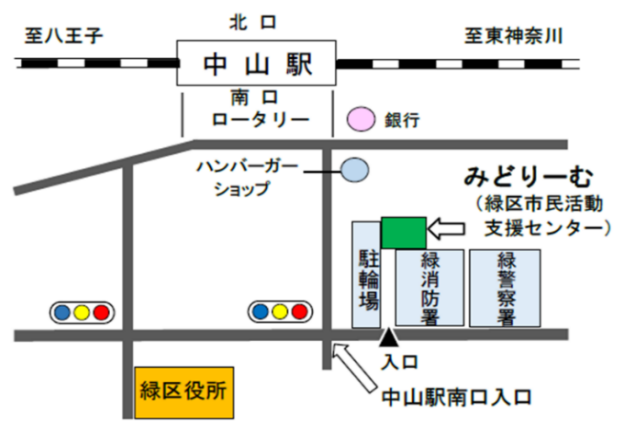 北口
至八王子
中山駅
至東神奈川
南口
ロータリー
銀行
ハンバーガー
ショップ
みどりーむ
(緑区市民活動
支援センター)
駐輪場
緑消防署
緑警察署
入口
緑区役所
中山駅南口入口